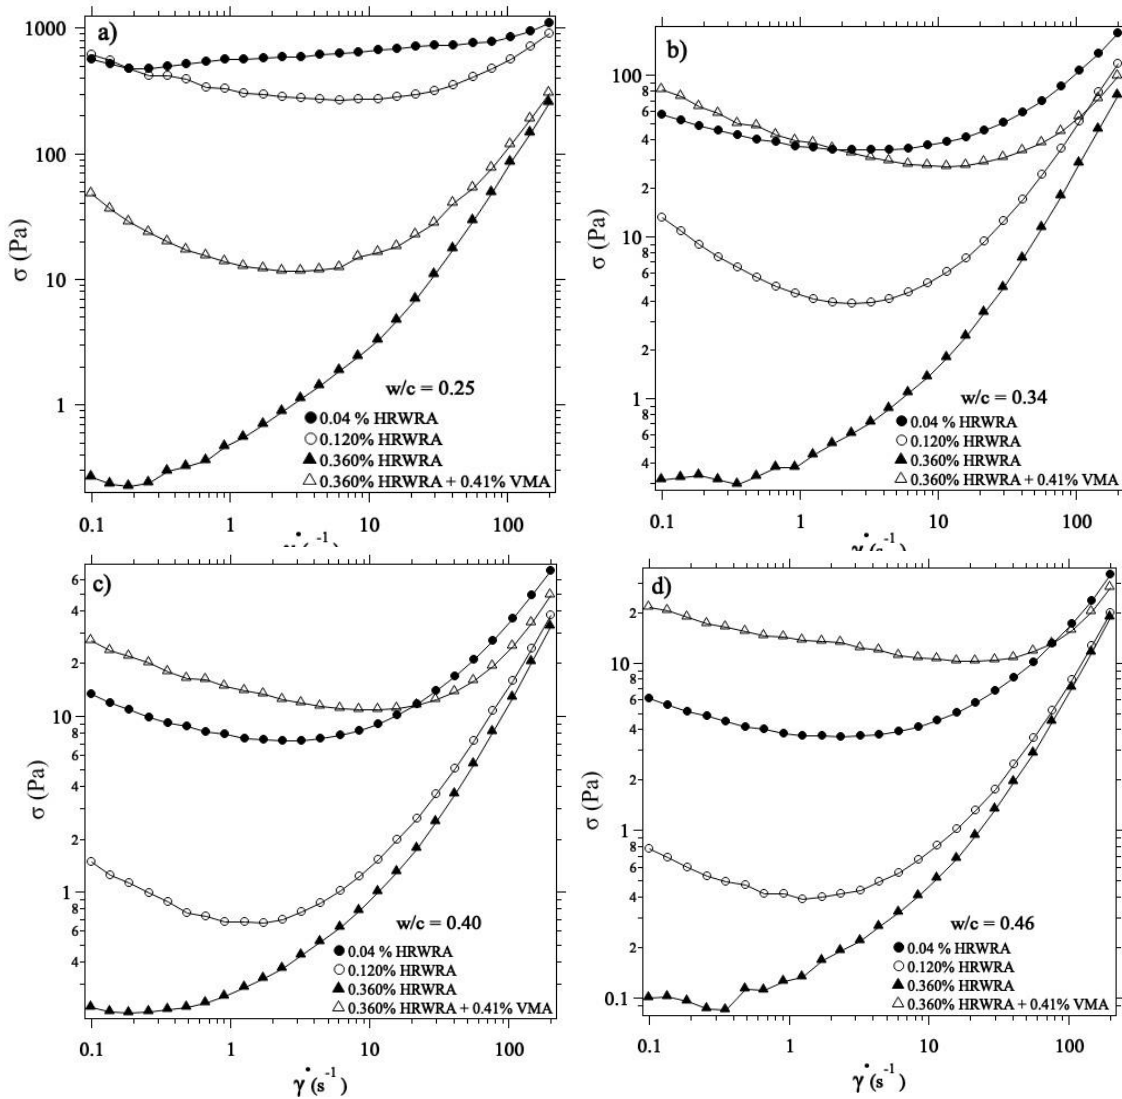 a)
1000
100
10
1
σ (Pa)
w/c = 0.25
0.04 % HRWRA
0.120% HRWRA
0.360% HRWRA
0.360% HRWRA + 0.41% VMA
0.1 1 10 100
b)
100
8
6
4
2
10
8
6
4
2
1
8
6
4
σ (Pa)
w/c = 0.34
0.04 % HRWRA
0.120% HRWRA
0.360% HRWRA
0.360% HRWRA + 0.41% VMA
0.1 1 10 100
γ̇ (s⁻¹)
c)
6
4
2
10
8
6
4
2
1
8
6
4
σ (Pa)
w/c = 0.40
0.04 % HRWRA
0.120% HRWRA
0.360% HRWRA
0.360% HRWRA + 0.41% VMA
0.1 1 10 100
γ̇ (s⁻¹)
d)
2
10
8
6
4
2
1
8
6
4
2
0.1
σ (Pa)
w/c = 0.46
0.04 % HRWRA
0.120% HRWRA
0.360% HRWRA
0.360% HRWRA + 0.41% VMA
0.1 1 10 100
γ̇ (s⁻¹)